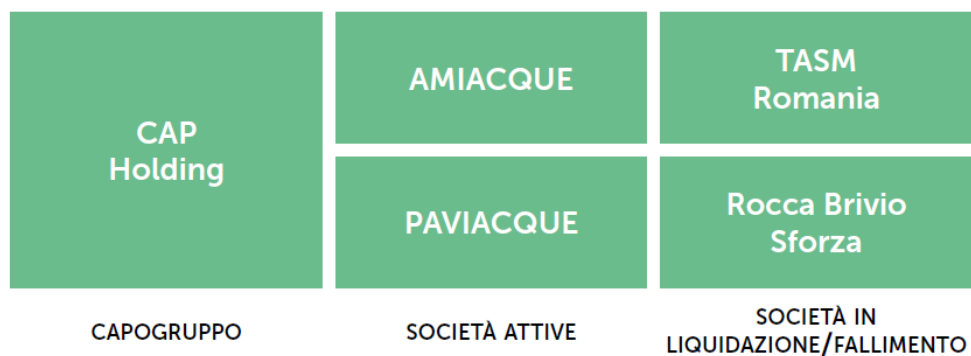 CAP
Holding
AMIACQUE
PAVIACQUE
TASM
Romania
Rocca Brivio
Sforza
CAPOGRUPPO
SOCIETÀ ATTIVE
SOCIETÀ IN
LIQUIDAZIONE/FALLIMENTO